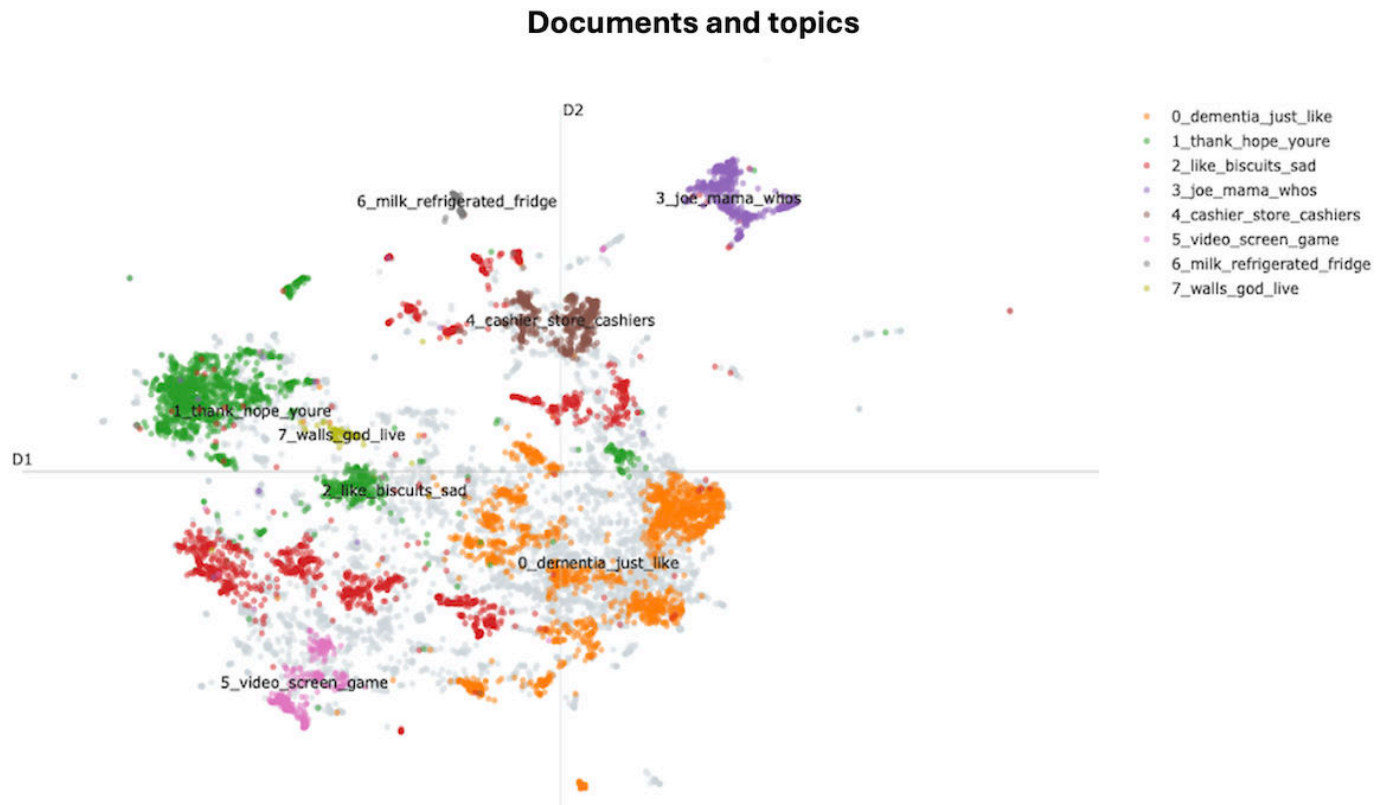 Documents and topics
D2
0_dementia_just_like
1_thank_hope_youre
2_like_biscuits_sad
3_joe_mama_whos
4_cashier_store_cashiers
5_video_screen_game
6_milk_refrigerated_fridge
7_walls_god_live
6_milk_refrigerated_fridge
3_joe_mama_whos
4_cashier_store_cashiers
1_thank_hope_youre
7_walls_god_live
D1
2_like_biscuits_sad
0_dementia_just_like
5_video_screen_game